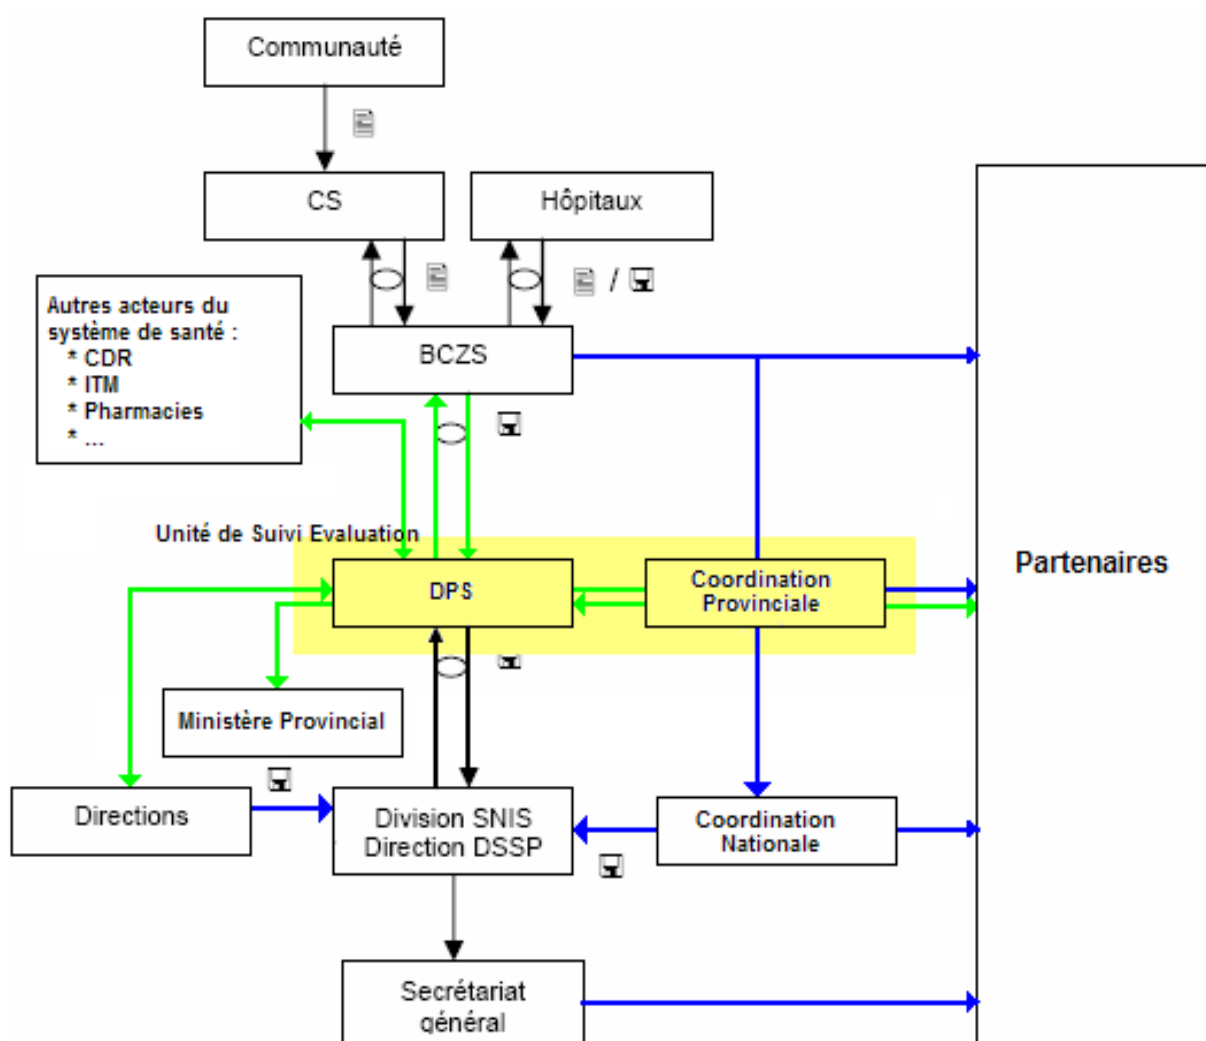 Communauté
CS
Hôpitaux
/
Autres acteurs du
système de santé :
* CDR
* ITM
* Pharmacies
* ...
BCZS
Unité de Suivi Evaluation
DPS
Coordination
Provinciale
Partenaires
Ministère Provincial
Directions
Division SNIS
Direction DSSP
Coordination
Nationale
Secrétariat
général